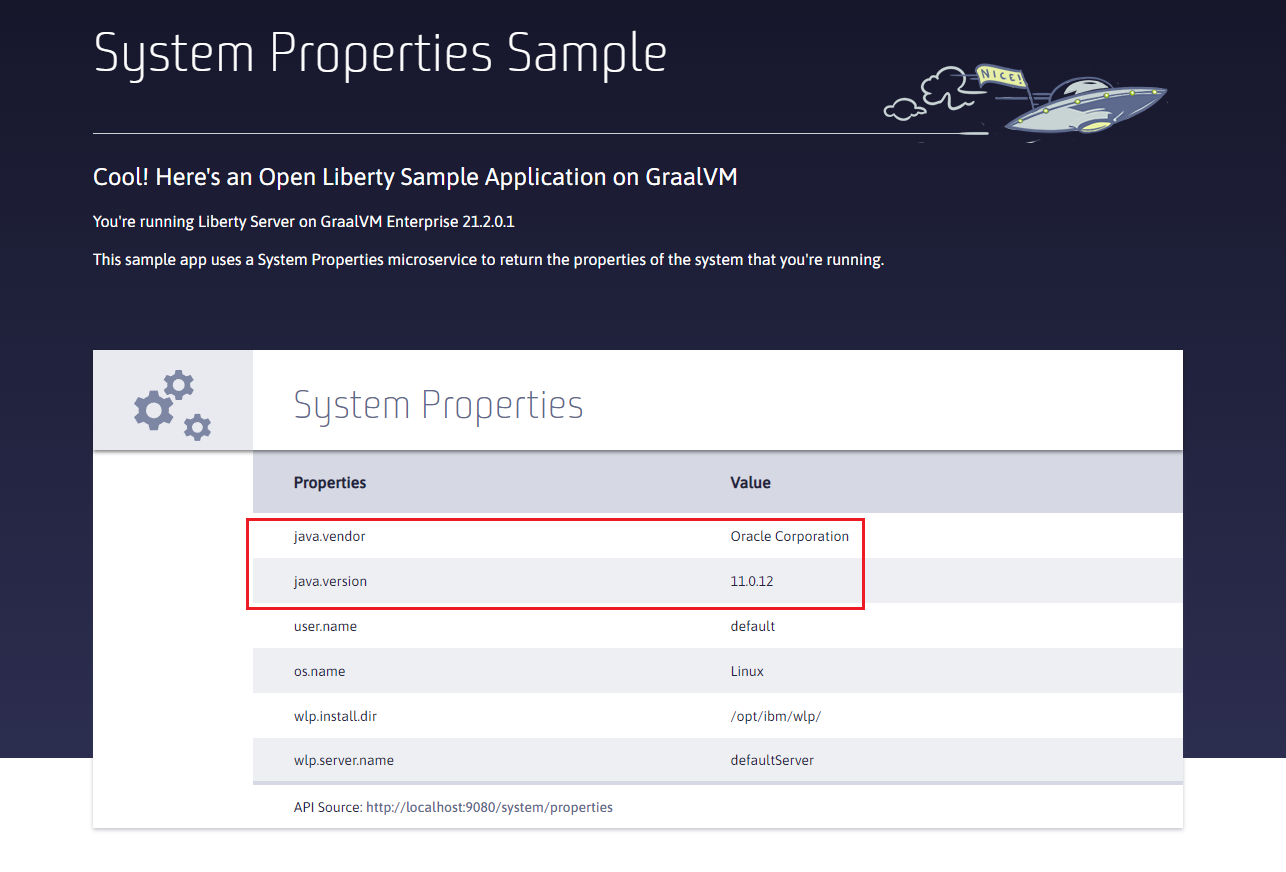 System Properties Sample
NICE!
Cool! Here's an Open Liberty Sample Application on GraalVM
You're running Liberty Server on GraalVM Enterprise 21.2.0.1
This sample app uses a System Properties microservice to return the properties of the system that you're running.
System Properties
Properties Value
java.vendor Oracle Corporation
java.version 11.0.12
user.name default
os.name Linux
wlp.install.dir /opt/ibm/wlp/
wlp.server.name defaultServer
API Source: http://localhost:9080/system/properties